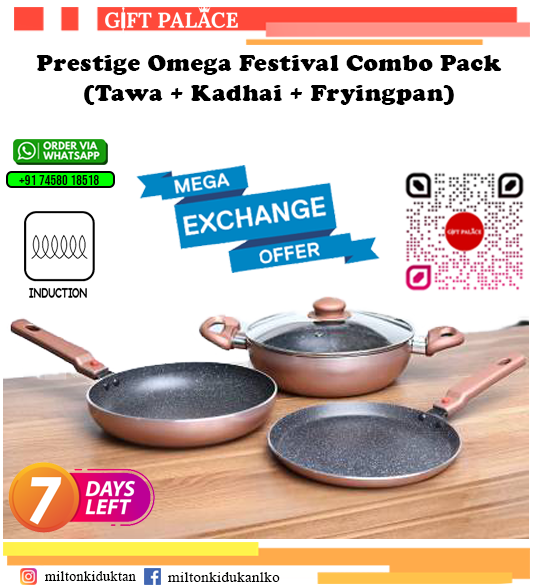 GIFT PALACE
Prestige Omega Festival Combo Pack
(Tawa + Kadhai + Fryingpan)
ORDER VIA
WHATSAPP
+91 74580 18518
MEGA
EXCHANGE
OFFER
GIFT PALACE
INDUCTION
7 DAYS
LEFT
miltonkiduktan
miltonkidukanlko